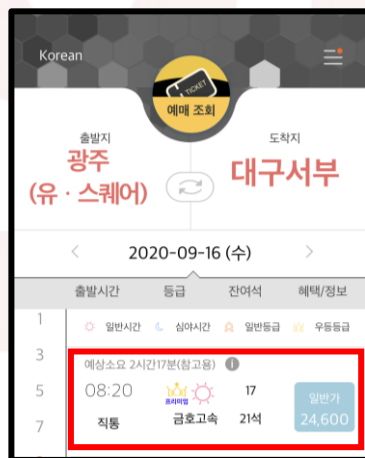 Korean
TICKET
예매 조회
출발지
광주
(유 · 스퀘어)
도착지
대구서부
< 2020-09-16 (수) >
출발시간 등급 잔여석 혜택/정보
일반시간 심야시간 일반등급 우등등급
예상소요 2시간17분(참고용) i
08:20 프리미엄 17 일반가
직통 금호고속 21석 24,600
1
3
5
7